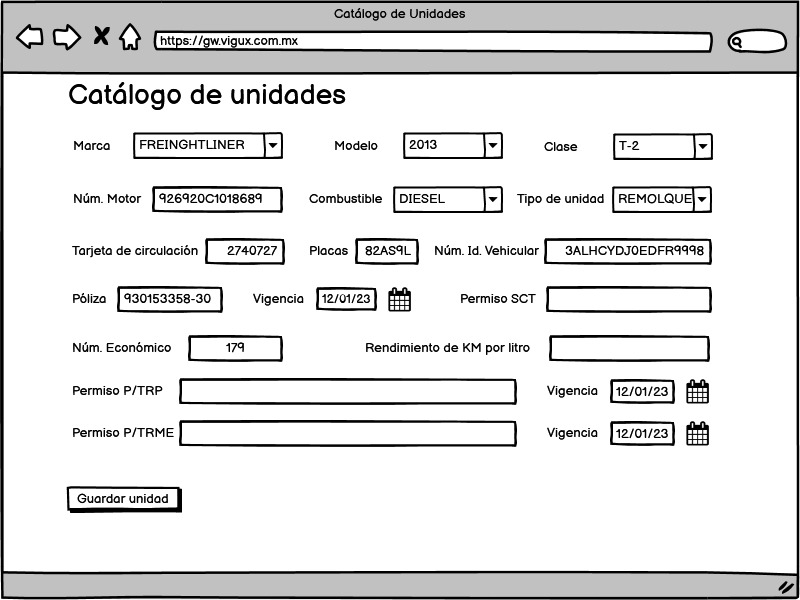 Catálogo de Unidades
https://gw.vigux.com.mx
Catálogo de unidades
Marca FREINGHTLINER Modelo 2013 Clase T-2
Núm. Motor 926920C1018689 Combustible DIESEL Tipo de unidad REMOLQUE
Tarjeta de circulación 2740727 Placas 82AS9L Núm. Id. Vehicular 3ALHCYDJ0EDFR9998
Póliza 930153358-30 Vigencia 12/01/23 Permiso SCT
Núm. Económico 179 Rendimiento de KM por litro
Permiso P/TRP Vigencia 12/01/23
Permiso P/TRME Vigencia 12/01/23
Guardar unidad